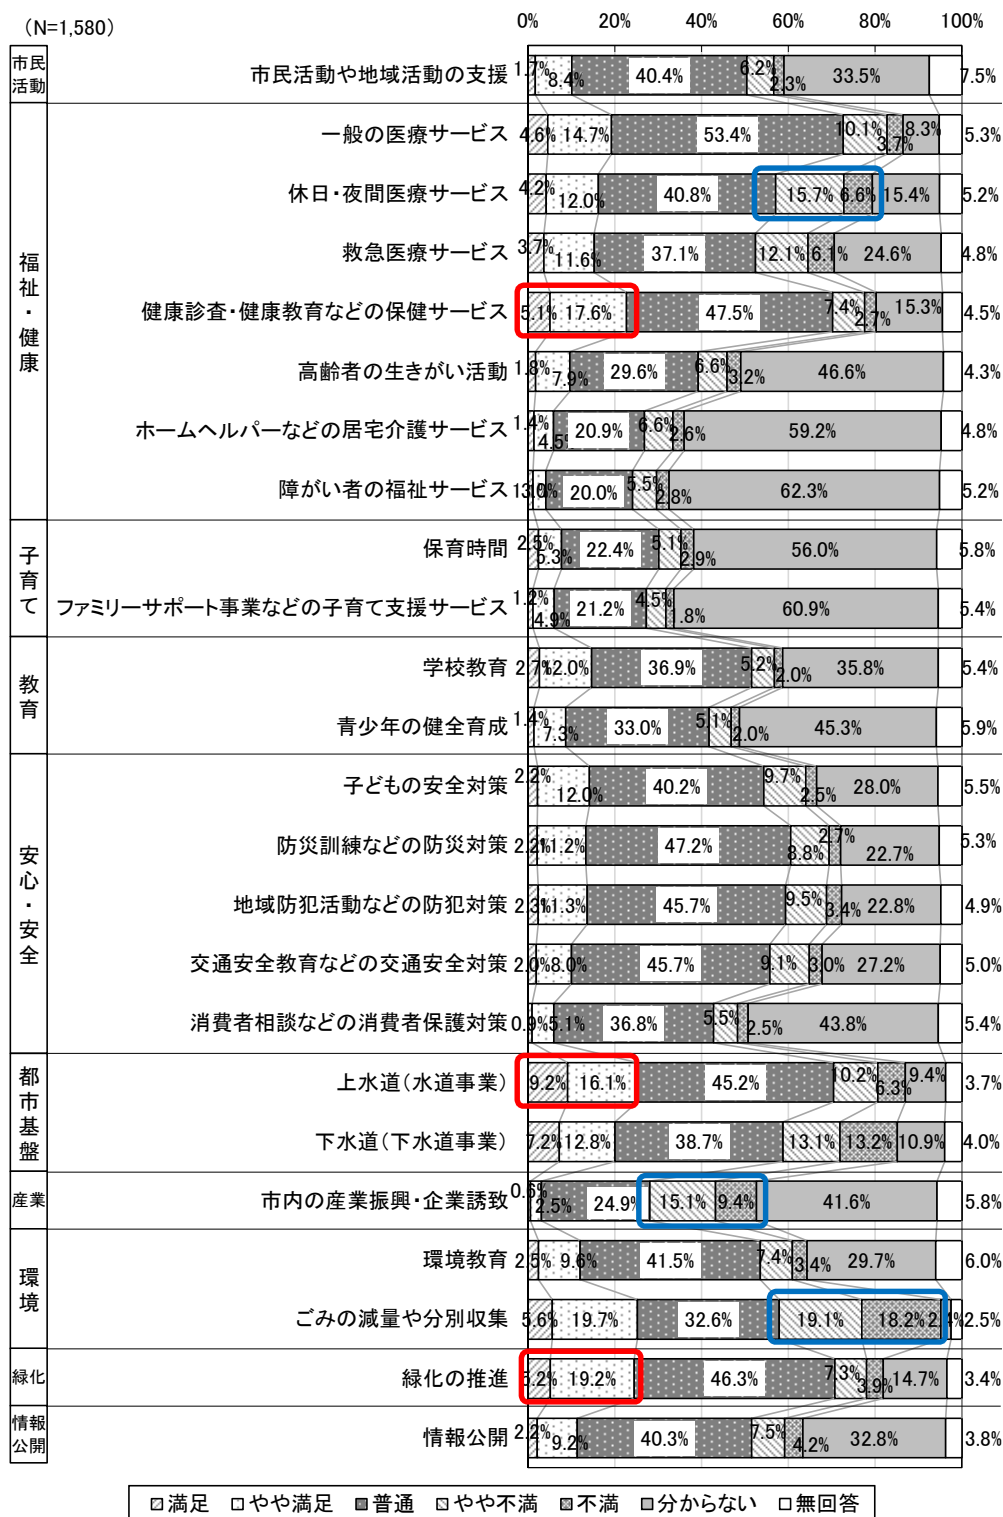 (N=1,580)
0% 20% 40% 60% 80% 100%
市民活動
市民活動や地域活動の支援 1.7% 8.4% 40.4% 6.2% 2.3% 33.5% 7.5%
福祉・健康
一般の医療サービス 4.6% 14.7% 53.4% 10.1% 3.7% 8.3% 5.3%
休日・夜間医療サービス 4.2% 12.0% 40.8% 15.7% 6.6% 15.4% 5.2%
救急医療サービス 3.7% 11.6% 37.1% 12.1% 6.1% 24.6% 4.8%
健康診査・健康教育などの保健サービス 5.1% 17.6% 47.5% 7.4% 2.7% 15.3% 4.5%
高齢者の生きがい活動 1.8% 7.9% 29.6% 6.6% 3.2% 46.6% 4.3%
ホームヘルパーなどの居宅介護サービス 1.4% 4.5% 20.9% 6.6% 2.6% 59.2% 4.8%
障がい者の福祉サービス 3.0% 20.0% 5.5% 2.8% 62.3% 5.2%
子育て
保育時間 2.5% 5.3% 22.4% 5.1% 2.9% 56.0% 5.8%
ファミリーサポート事業などの子育て支援サービス 1.2% 4.9% 21.2% 4.5% 1.8% 60.9% 5.4%
教育
学校教育 2.7% 12.0% 36.9% 5.2% 2.0% 35.8% 5.4%
青少年の健全育成 1.4% 7.3% 33.0% 5.1% 2.0% 45.3% 5.9%
安心・安全
子どもの安全対策 2.2% 12.0% 40.2% 9.7% 2.5% 28.0% 5.5%
防災訓練などの防災対策 2.2% 11.2% 47.2% 8.8% 2.7% 22.7% 5.3%
地域防犯活動などの防犯対策 2.3% 11.3% 45.7% 9.5% 3.4% 22.8% 4.9%
交通安全教育などの交通安全対策 2.0% 8.0% 45.7% 9.1% 3.0% 27.2% 5.0%
消費者相談などの消費者保護対策 0.9% 5.1% 36.8% 5.5% 2.5% 43.8% 5.4%
都市基盤
上水道(水道事業) 9.2% 16.1% 45.2% 10.2% 6.3% 9.4% 3.7%
下水道(下水道事業) 7.2% 12.8% 38.7% 13.1% 13.2% 10.9% 4.0%
産業
市内の産業振興・企業誘致 0.6% 2.5% 24.9% 15.1% 9.4% 41.6% 5.8%
環境
環境教育 2.5% 9.6% 41.5% 7.4% 3.4% 29.7% 6.0%
ごみの減量や分別収集 5.6% 19.7% 32.6% 19.1% 18.2% 2.4% 2.5%
緑化
緑化の推進 5.2% 19.2% 46.3% 7.3% 3.9% 14.7% 3.4%
情報公開
情報公開 2.2% 9.2% 40.3% 7.5% 4.2% 32.8% 3.8%
満足 やや満足 普通 やや不満 不満 分からない 無回答